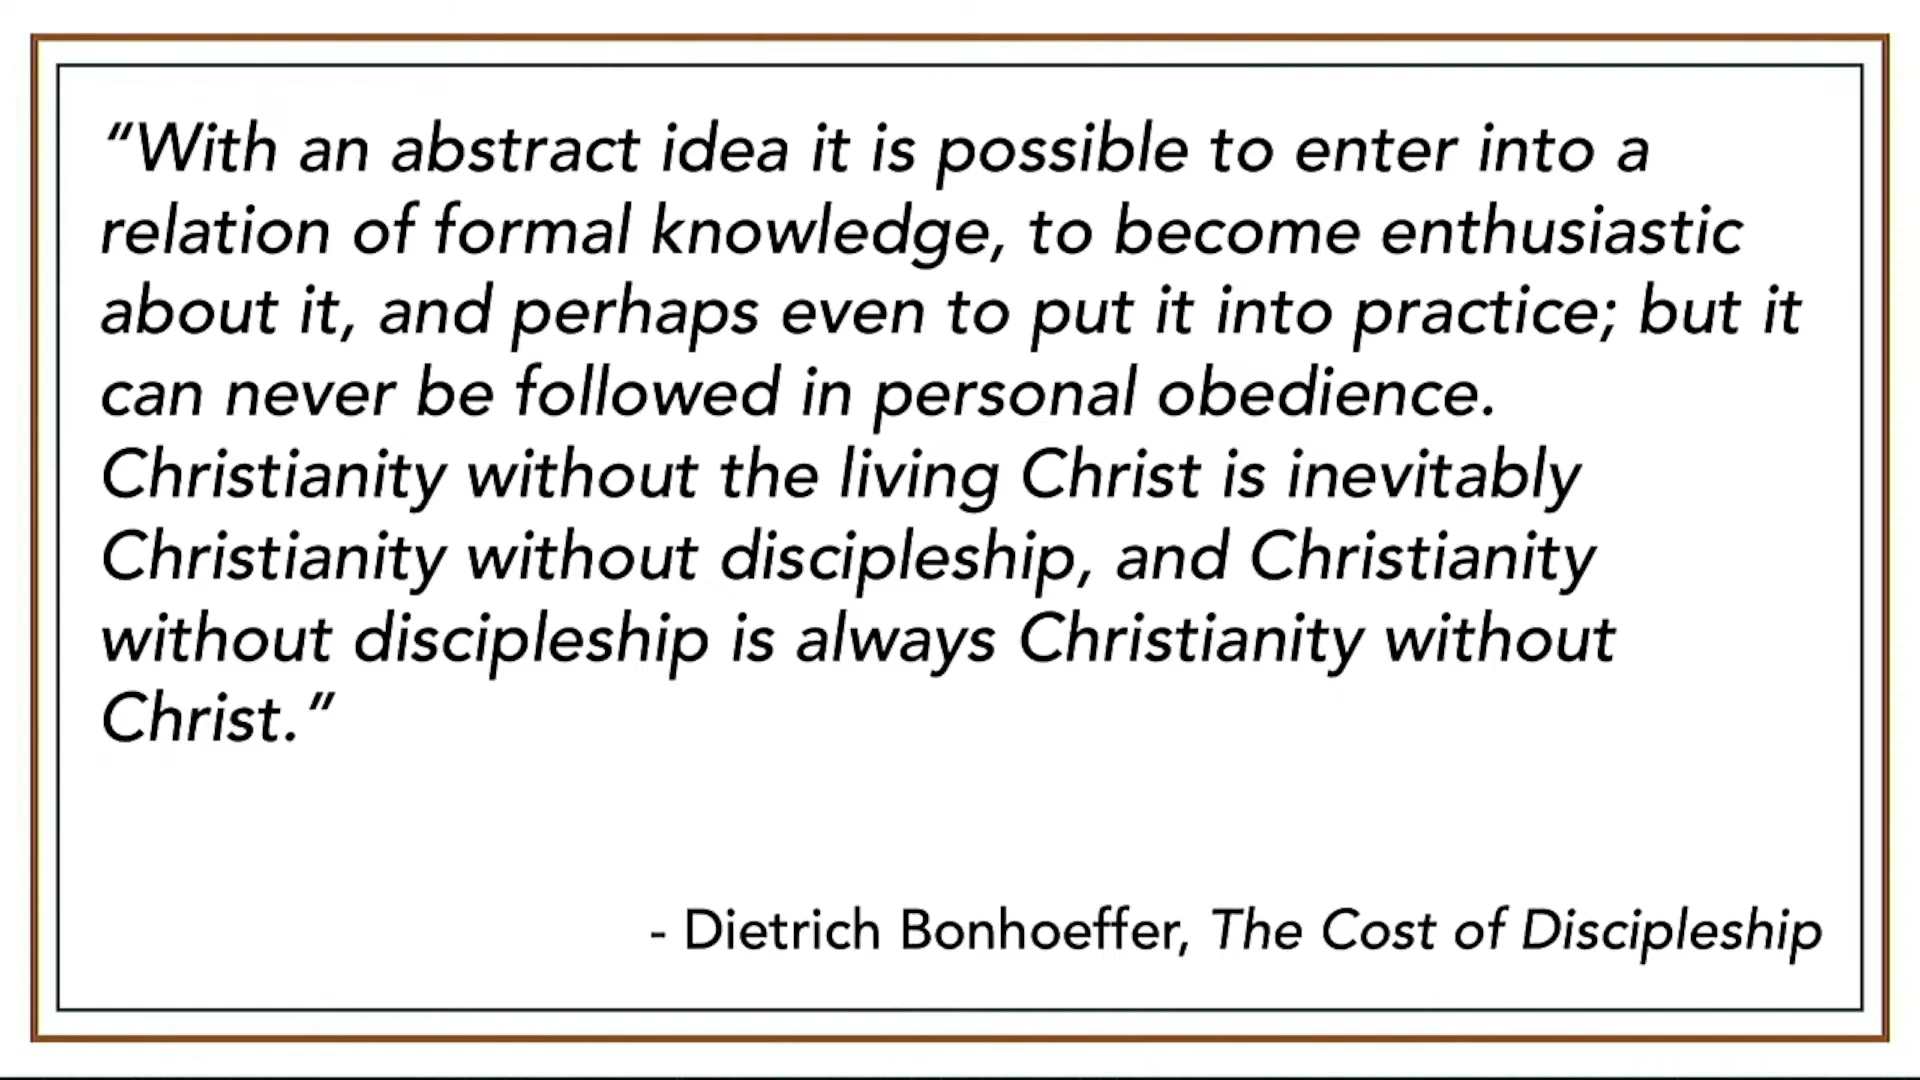 “With an abstract idea it is possible to enter into a
relation of formal knowledge, to become enthusiastic
about it, and perhaps even to put it into practice; but it
can never be followed in personal obedience.
Christianity without the living Christ is inevitably
Christianity without discipleship, and Christianity
without discipleship is always Christianity without
Christ.”
- Dietrich Bonhoeffer, The Cost of Discipleship